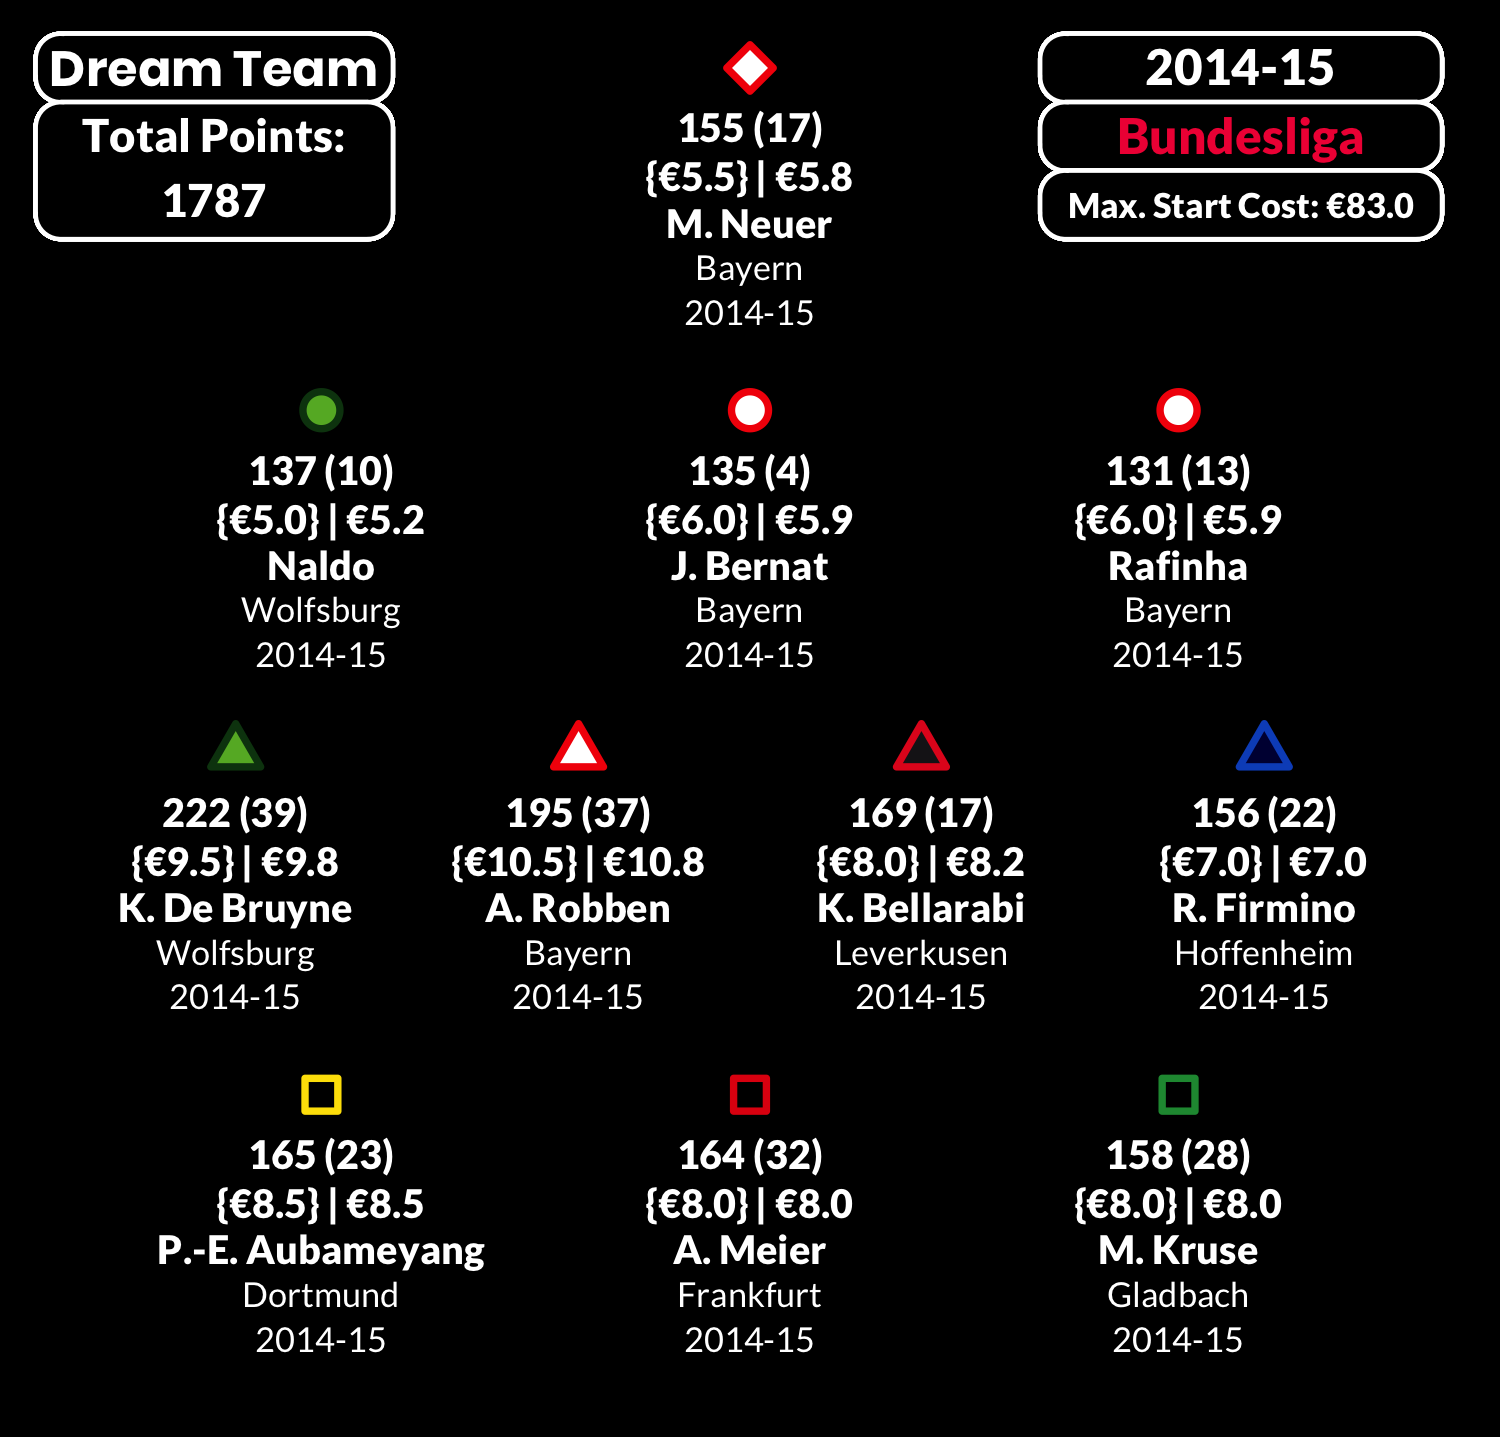 Dream Team
Total Points:
1787
2014-15
Bundesliga
Max. Start Cost: €83.0
155 (17)
{€5.5} | €5.8
M. Neuer
Bayern
2014-15
137 (10)
{€5.0} | €5.2
Naldo
Wolfsburg
2014-15
135 (4)
{€6.0} | €5.9
J. Bernat
Bayern
2014-15
131 (13)
{€6.0} | €5.9
Rafinha
Bayern
2014-15
222 (39)
{€9.5} | €9.8
K. De Bruyne
Wolfsburg
2014-15
195 (37)
{€10.5} | €10.8
A. Robben
Bayern
2014-15
169 (17)
{€8.0} | €8.2
K. Bellarabi
Leverkusen
2014-15
156 (22)
{€7.0} | €7.0
R. Firmino
Hoffenheim
2014-15
165 (23)
{€8.5} | €8.5
P.-E. Aubameyang
Dortmund
2014-15
164 (32)
{€8.0} | €8.0
A. Meier
Frankfurt
2014-15
158 (28)
{€8.0} | €8.0
M. Kruse
Gladbach
2014-15